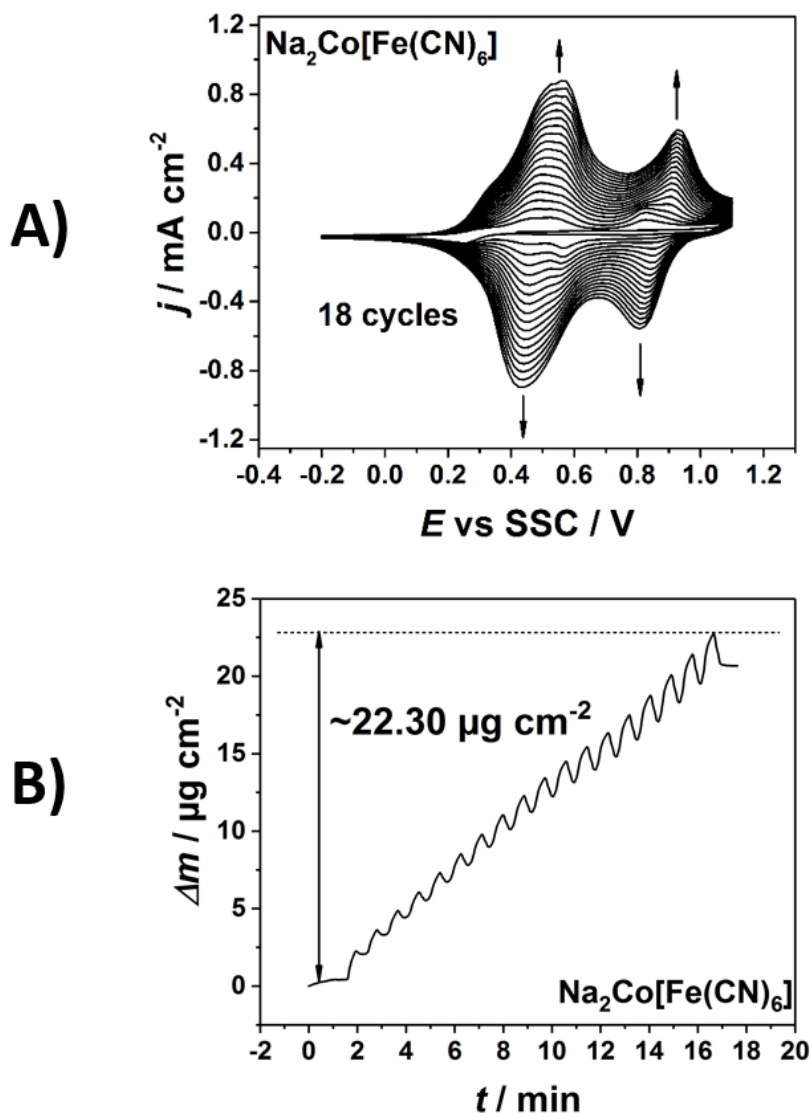 A)
Na₂Co[Fe(CN)₆]
18 cycles
j / mA cm⁻²
1.2
0.8
0.4
0.0
-0.4
-0.8
-1.2
-0.4 -0.2 0.0 0.2 0.4 0.6 0.8 1.0 1.2
E vs SSC / V
B)
~22.30 µg cm⁻²
Na₂Co[Fe(CN)₆]
Δm / µg cm⁻²
25
20
15
10
5
0
-2 0 2 4 6 8 10 12 14 16 18 20
t / min